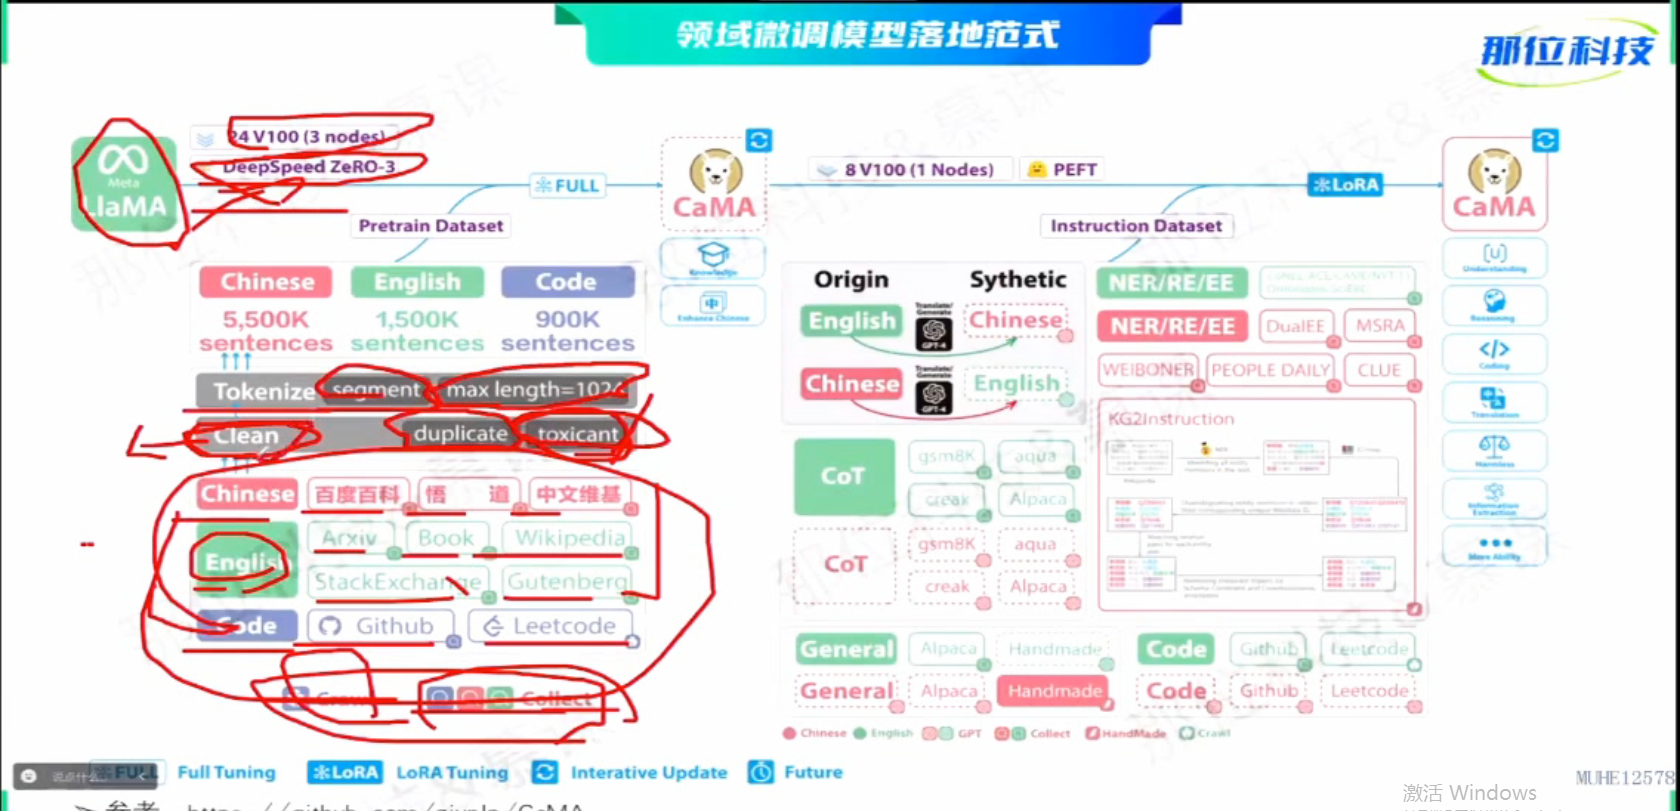 领域微调模型落地范式
那位科技
24 V100 (3 nodes)
DeepSpeed ZeRO-3
Meta
LlaMA
FULL
CaMA
8 V100 (1 Nodes)
PEFT
LoRA
CaMA
Pretrain Dataset
Instruction Dataset
Knowledge
Enhance Chinese
Chinese
English
Code
5,500K
sentences
1,500K
sentences
900K
sentences
Tokenize
segment
max length=1024
Clean
duplicate
toxicant
Chinese
百度百科
悟 道
中文维基
English
Arxiv
Book
Wikipedia
StackExchange
Gutenberg
Code
Github
Leetcode
Crawl
Collect
Origin
Sythetic
English
Translate/
Generate
GPT-4
Chinese
Chinese
Translate/
Generate
GPT-4
English
CoT
gsm8K
aqua
creak
Alpaca
CoT
gsm8K
aqua
creak
Alpaca
NER/RE/EE
NER/RE/EE
DualEE
MSRA
WEIBONER
PEOPLE DAILY
CLUE
KG2Instruction
General
Alpaca
Handmade
General
Alpaca
Handmade
Code
Github
Leetcode
Code
Github
Leetcode
Understanding
Reasoning
Coding
Translation
Harmless
Information
Extraction
More Ability
Chinese
English
GPT
Collect
HandMade
Crawl
说点什么...
FULL
Full Tuning
LoRA
LoRA Tuning
Interative Update
Future
MUHE12578
激活 Windows